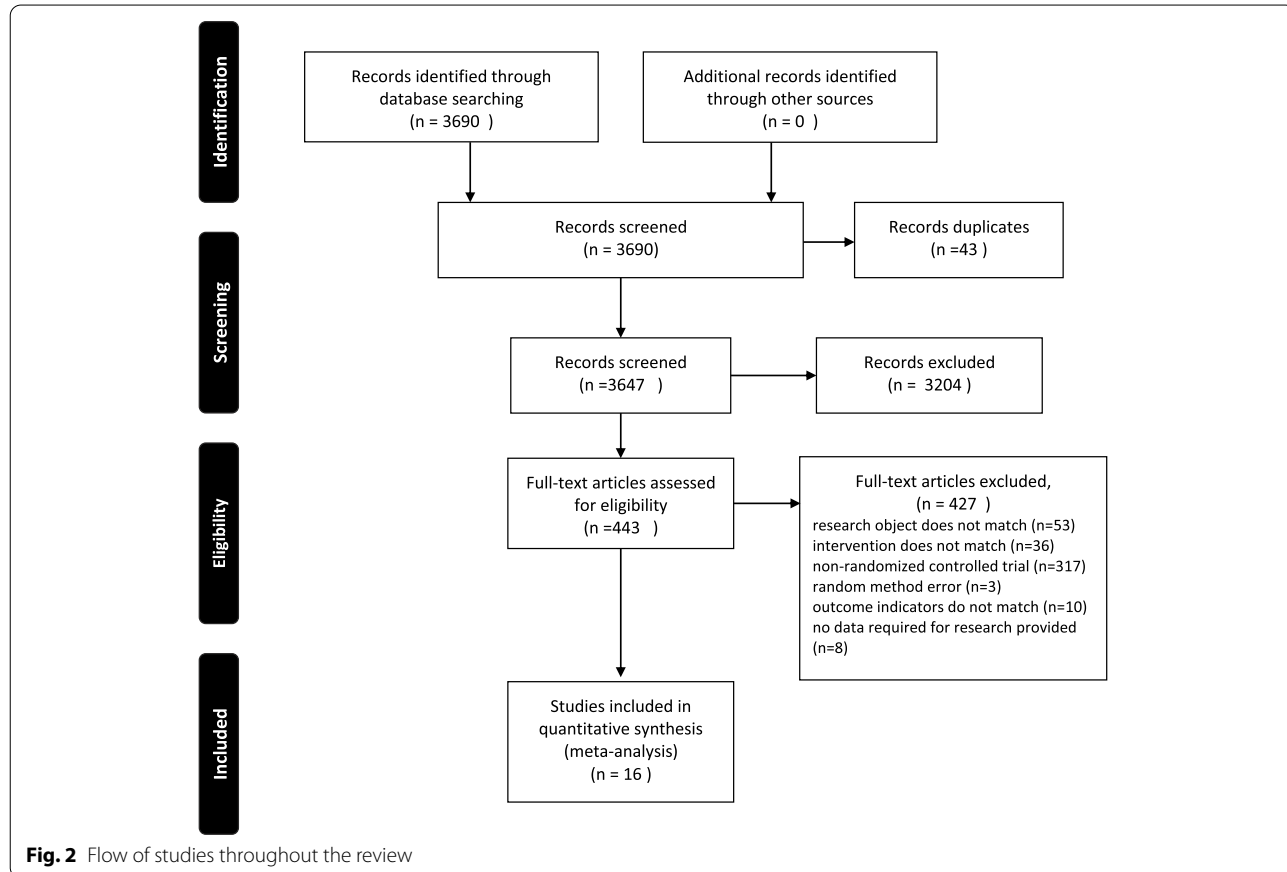 Identification
Records identified through
database searching
(n = 3690 )
Additional records identified
through other sources
(n = 0 )
Records screened
(n = 3690)
Records duplicates
(n =43 )
Screening
Records screened
(n =3647 )
Records excluded
(n = 3204 )
Eligibility
Full-text articles assessed
for eligibility
(n =443 )
Full-text articles excluded,
(n = 427 )
research object does not match (n=53)
intervention does not match (n=36)
non-randomized controlled trial (n=317)
random method error (n=3)
outcome indicators do not match (n=10)
no data required for research provided
(n=8)
Included
Studies included in
quantitative synthesis
(meta-analysis)
(n = 16 )
Fig. 2 Flow of studies throughout the review